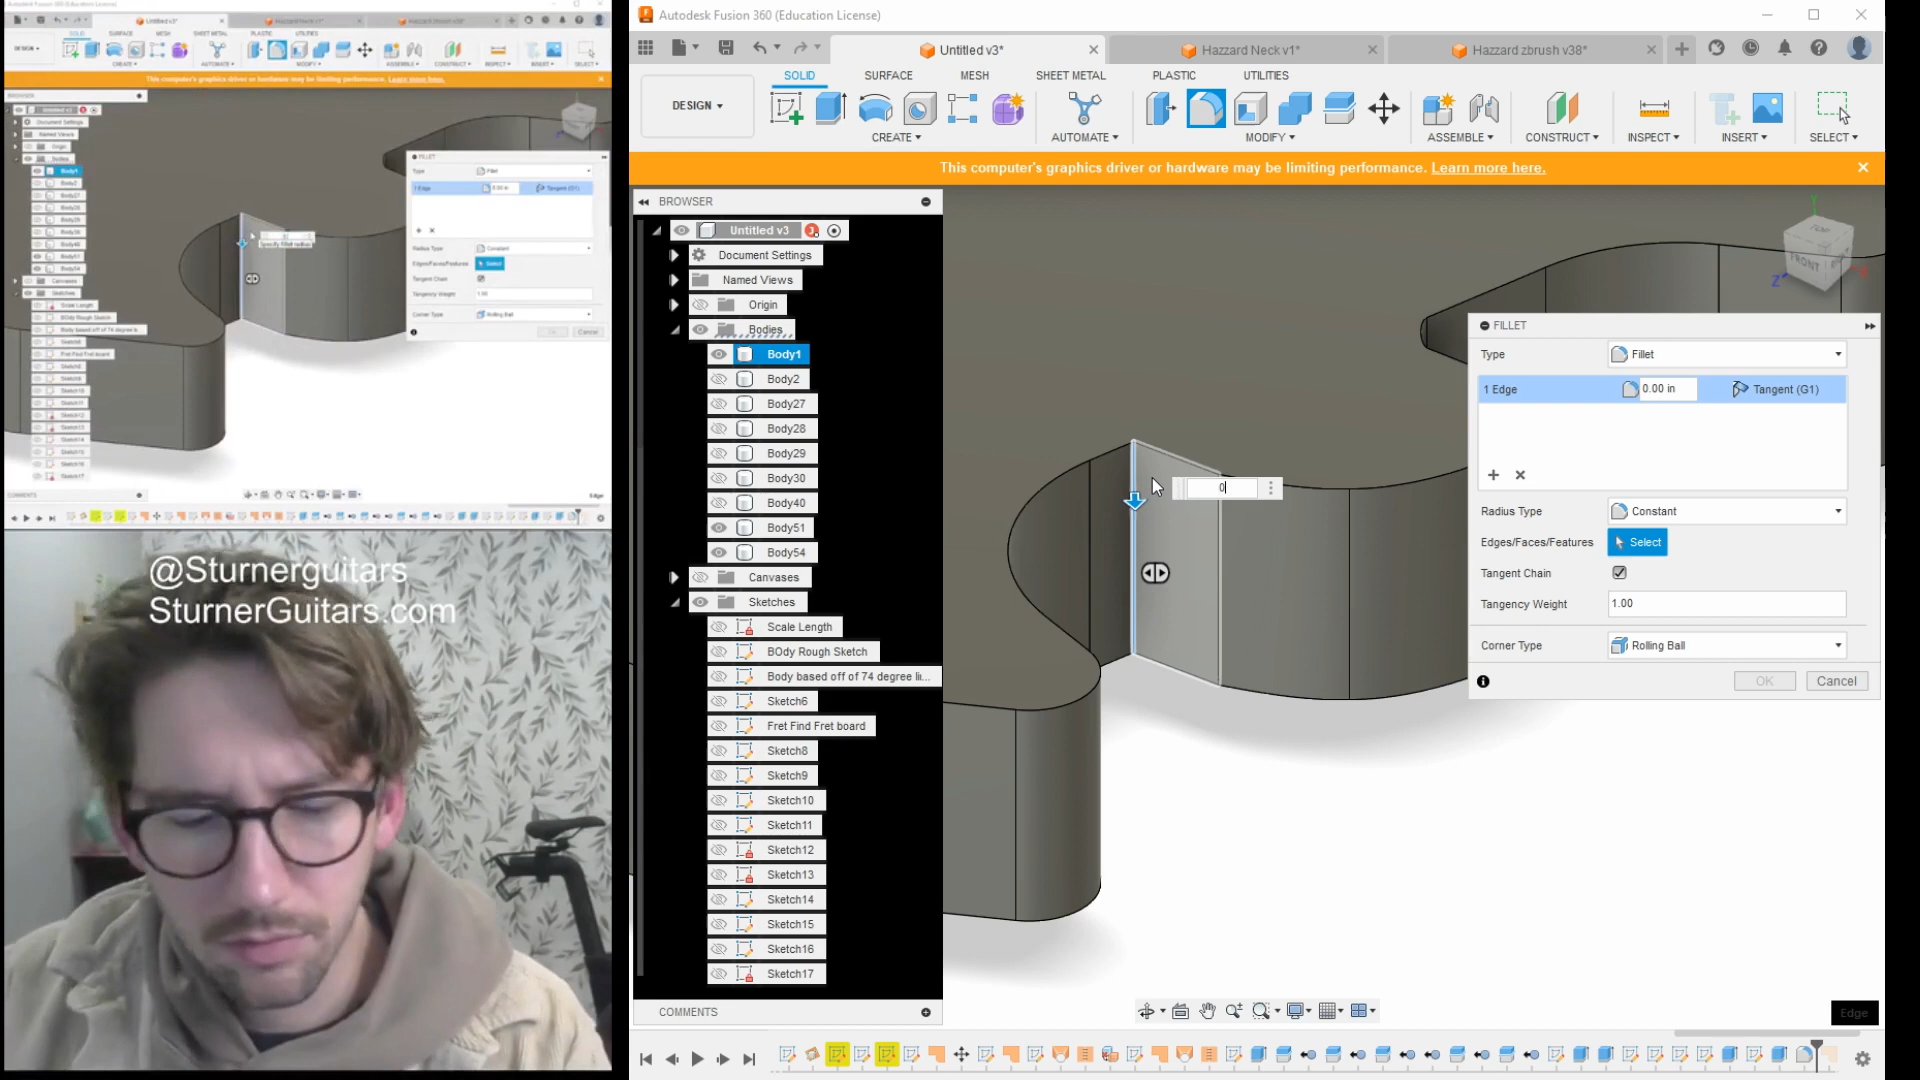 Autodesk Fusion 360 (Education License)
Untitled v3*
Hazzard Neck v1*
Hazzard zbrush v38*
SOLID
SURFACE
MESH
SHEET METAL
PLASTIC
UTILITIES
DESIGN
CREATE
AUTOMATE
MODIFY
ASSEMBLE
CONSTRUCT
INSPECT
INSERT
SELECT
This computer's graphics driver or hardware may be limiting performance. Learn more here.
BROWSER
Untitled v3
Document Settings
Named Views
Origin
Bodies
Body1
Body2
Body27
Body28
Body29
Body30
Body40
Body51
Body54
Canvases
Sketches
Scale Length
BOdy Rough Sketch
Body based off of 74 degree li...
Sketch6
Fret Find Fret board
Sketch8
Sketch9
Sketch10
Sketch11
Sketch12
Sketch13
Sketch14
Sketch15
Sketch16
Sketch17
COMMENTS
0
TOP
FRONT
Y
Z
FILLET
Type
Fillet
1 Edge
0.00 in
Tangent (G1)
Radius Type
Constant
Edges/Faces/Features
Select
Tangent Chain
Tangency Weight
1.00
Corner Type
Rolling Ball
OK
Cancel
Edge
@Sturnerguitars
SturnerGuitars.com